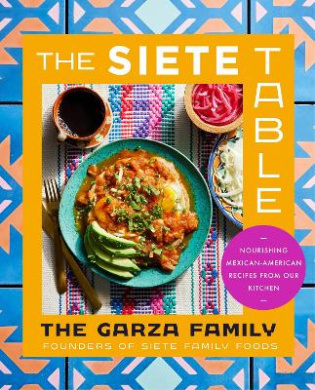 THE SIETE
TABLE
NOURISHING
MEXICAN-AMERICAN
RECIPES FROM OUR
KITCHEN
THE GARZA FAMILY
FOUNDERS OF SIETE FAMILY FOODS